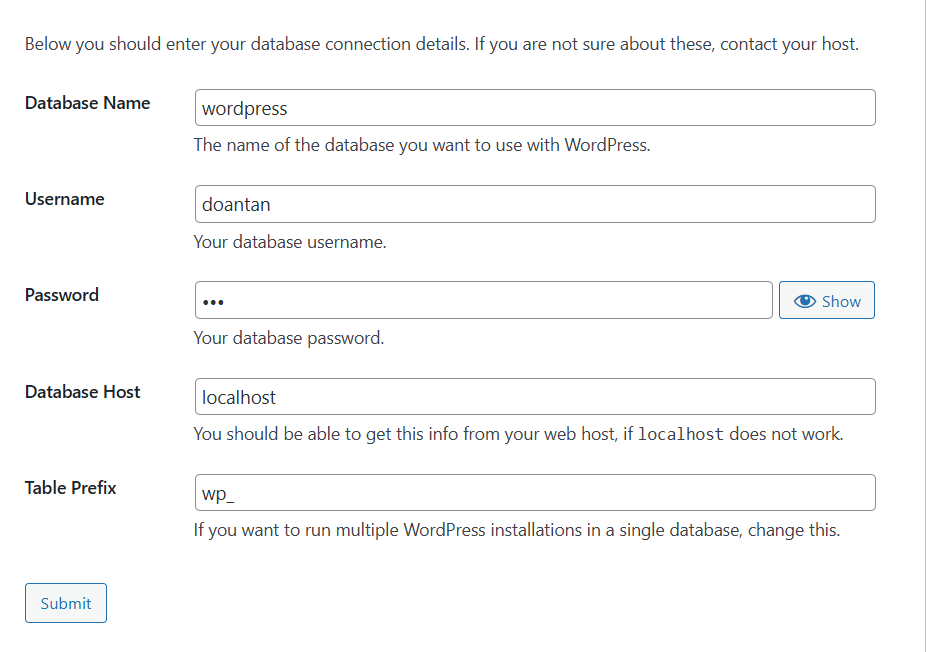 Below you should enter your database connection details. If you are not sure about these, contact your host.
Database Name
wordpress
The name of the database you want to use with WordPress.
Username
doantan
Your database username.
Password
•••
Show
Your database password.
Database Host
localhost
You should be able to get this info from your web host, if localhost does not work.
Table Prefix
wp_
If you want to run multiple WordPress installations in a single database, change this.
Submit